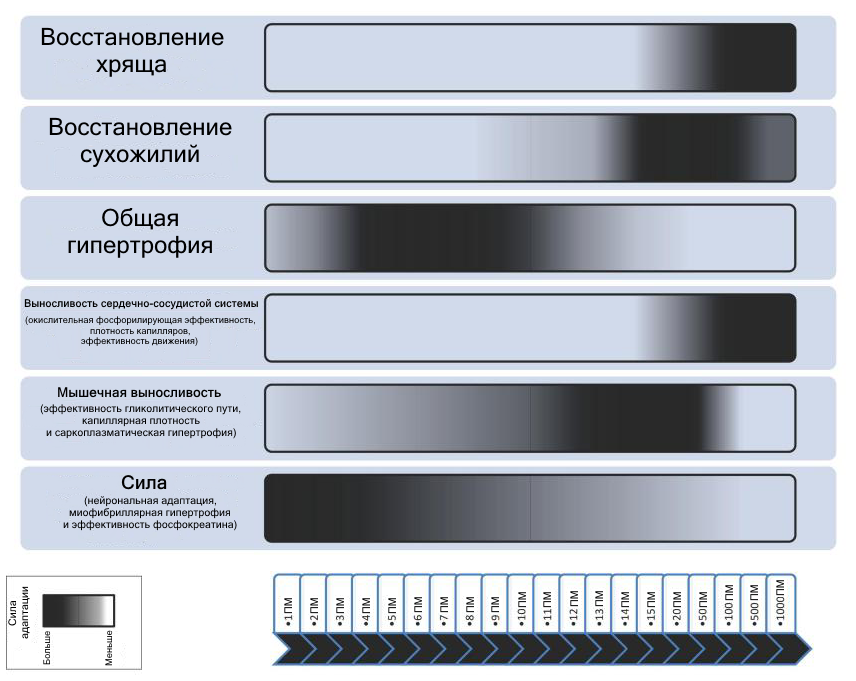 Восстановление
хряща
Восстановление
сухожилий
Общая
гипертрофия
Выносливость сердечно-сосудистой системы
(окислительная фосфорилирующая эффективность,
плотность капилляров,
эффективность движения)
Мышечная выносливость
(эффективность гликолитического пути,
капиллярная плотность
и саркоплазматическая гипертрофия)
Сила
(нейрональная адаптация,
миофибриллярная гипертрофия
и эффективность фосфокреатина)
Сила
адаптации
Больше
Меньше
•1ПМ
•2ПМ
•3ПМ
•4ПМ
•5ПМ
•6ПМ
•7ПМ
•8ПМ
•9ПМ
•10ПМ
•11ПМ
•12ПМ
•13ПМ
•14ПМ
•15ПМ
•20ПМ
•50ПМ
•100ПМ
•500ПМ
•1000ПМ